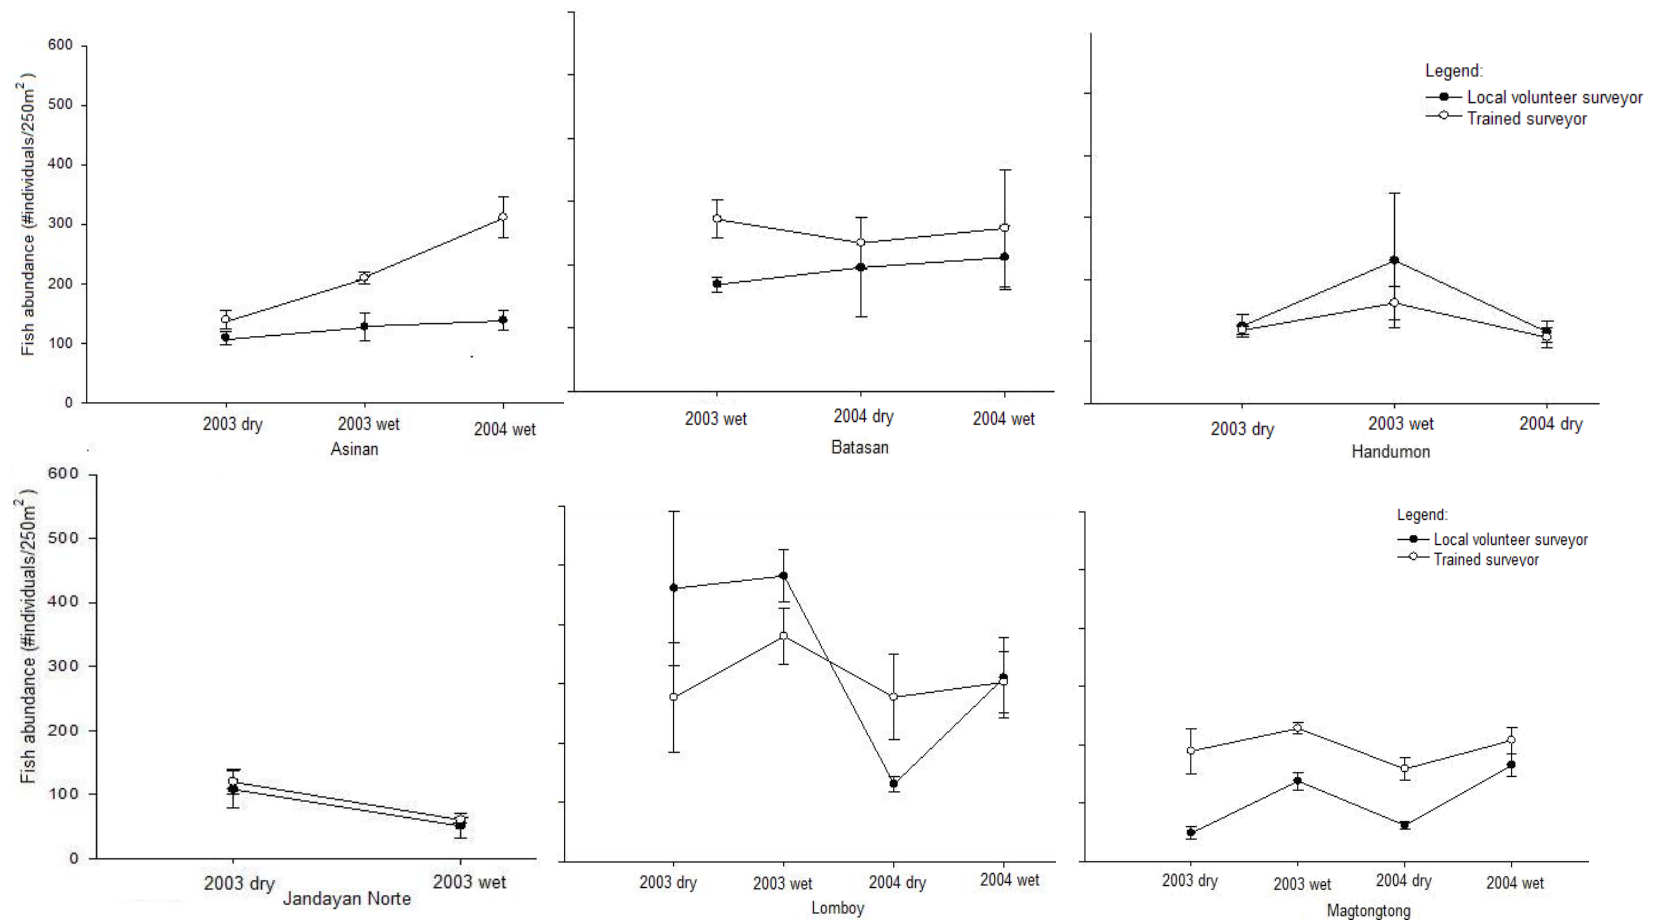 600
500
400
300
200
100
0
Fish abundance (#individuals/250m²)
2003 dry
2003 wet
2004 wet
Asinan
2003 wet
2004 dry
2004 wet
Batasan
Legend:
Local volunteer surveyor
Trained surveyor
2003 dry
2003 wet
2004 dry
Handumon
600
500
400
300
200
100
0
Fish abundance (#individuals/250m²)
2003 dry
2003 wet
Jandayan Norte
2003 dry
2003 wet
2004 dry
2004 wet
Lomboy
Legend:
Local volunteer surveyor
Trained surveyor
2003 dry
2003 wet
2004 dry
2004 wet
Magtongtong